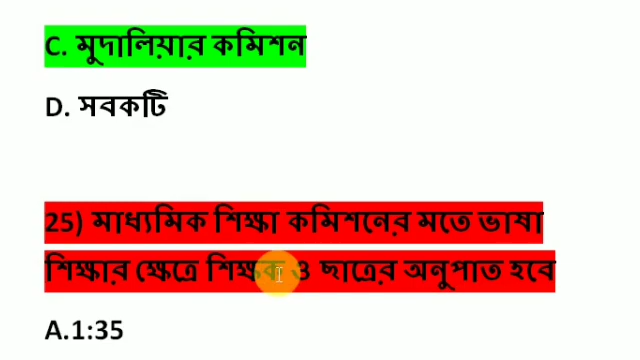 C. মুদালিয়ার কমিশন
D. সবকটি
25) মাধ্যমিক শিক্ষা কমিশনের মতে ভাষা
শিক্ষার ক্ষেত্রে শিক্ষক ও ছাত্রের অনুপাত হবে
A.1:35